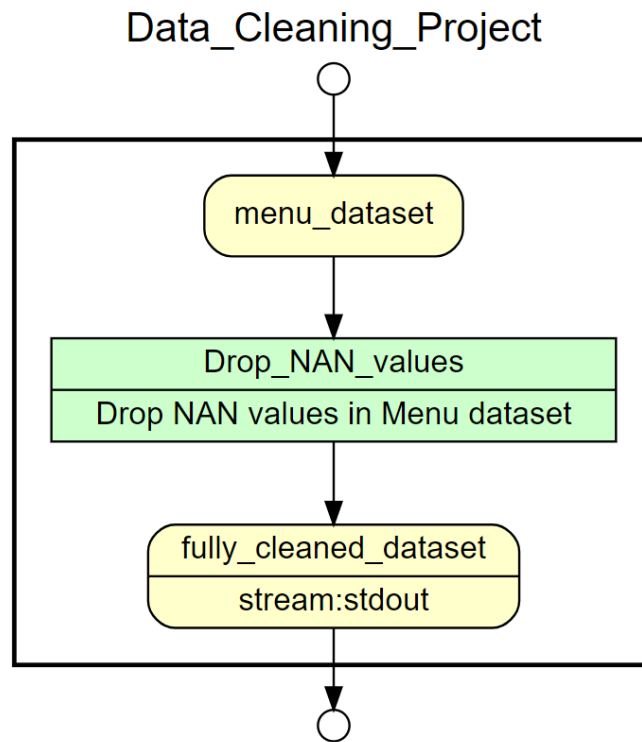 Data_Cleaning_Project
menu_dataset
Drop_NAN_values
Drop NAN values in Menu dataset
fully_cleaned_dataset
stream:stdout